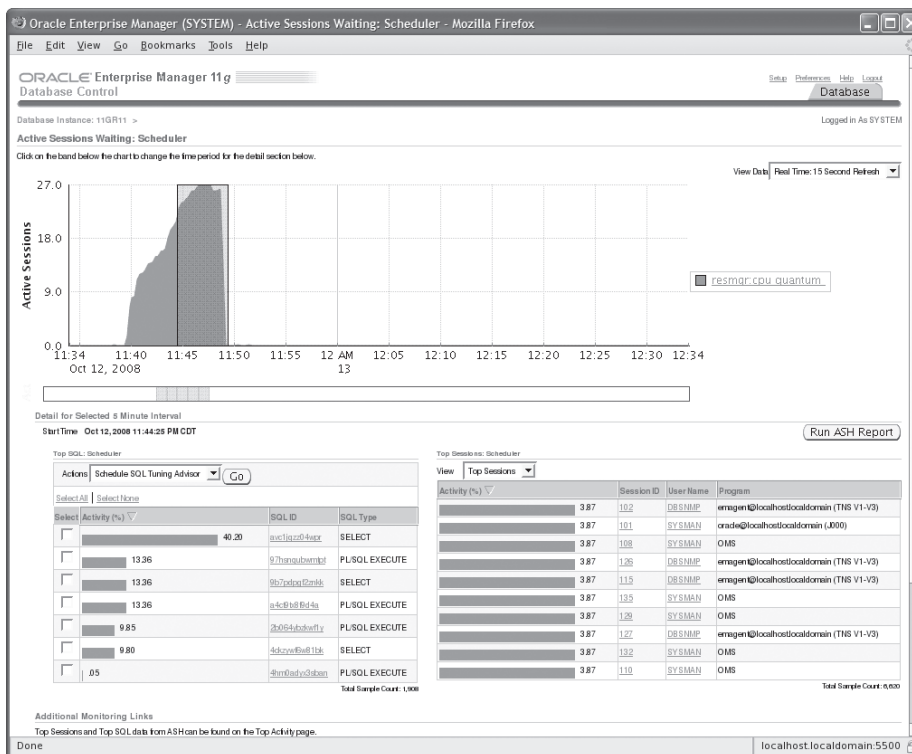 Oracle Enterprise Manager (SYSTEM) - Active Sessions Waiting: Scheduler - Mozilla Firefox
File Edit View Go Bookmarks Tools Help
ORACLE Enterprise Manager 11g
Database Control
Setup Preferences Help Logout
Database
Database Instance: 11GR11 >
Logged in As SYSTEM
Active Sessions Waiting: Scheduler
Click on the band below the chart to change the time period for the detail section below.
View Data Real Time: 15 Second Refresh
27.0
18.0
9.0
0.0
Active Sessions
11:34 11:40 11:45 11:50 11:55 12 AM 12:05 12:10 12:15 12:20 12:25 12:30 12:34
Oct 12, 2008 13
resmgr:cpu quantum
Detail for Selected 5 Minute Interval
Start Time Oct 12, 2008 11:44:25 PM CDT
Run ASH Report
Top SQL: Scheduler
Actions Schedule SQL Tuning Advisor Go
Select All | Select None
Select Activity (%) SQL ID SQL Type
40.20 SELECT
13.36 PL/SQL EXECUTE
13.36 SELECT
13.36 PL/SQL EXECUTE
9.85 PL/SQL EXECUTE
9.80 SELECT
.05 PL/SQL EXECUTE
Total Sample Count: 1,908
Top Sessions: Scheduler
View Top Sessions
Activity (%) Session ID User Name Program
3.87 102 DBSNMP emagent@localhost.localdomain (TNS V1-V3)
3.87 101 SYSMAN oracle@localhost.localdomain (J000)
3.87 108 SYSMAN OMS
3.87 126 DBSNMP emagent@localhost.localdomain (TNS V1-V3)
3.87 115 DBSNMP emagent@localhost.localdomain (TNS V1-V3)
3.87 135 SYSMAN OMS
3.87 129 SYSMAN OMS
3.87 127 DBSNMP emagent@localhost.localdomain (TNS V1-V3)
3.87 132 SYSMAN OMS
3.87 110 SYSMAN OMS
Total Sample Count: 6,620
Additional Monitoring Links
Top Sessions and Top SQL data from ASH can be found on the Top Activity page.
Done
localhost.localdomain:5500